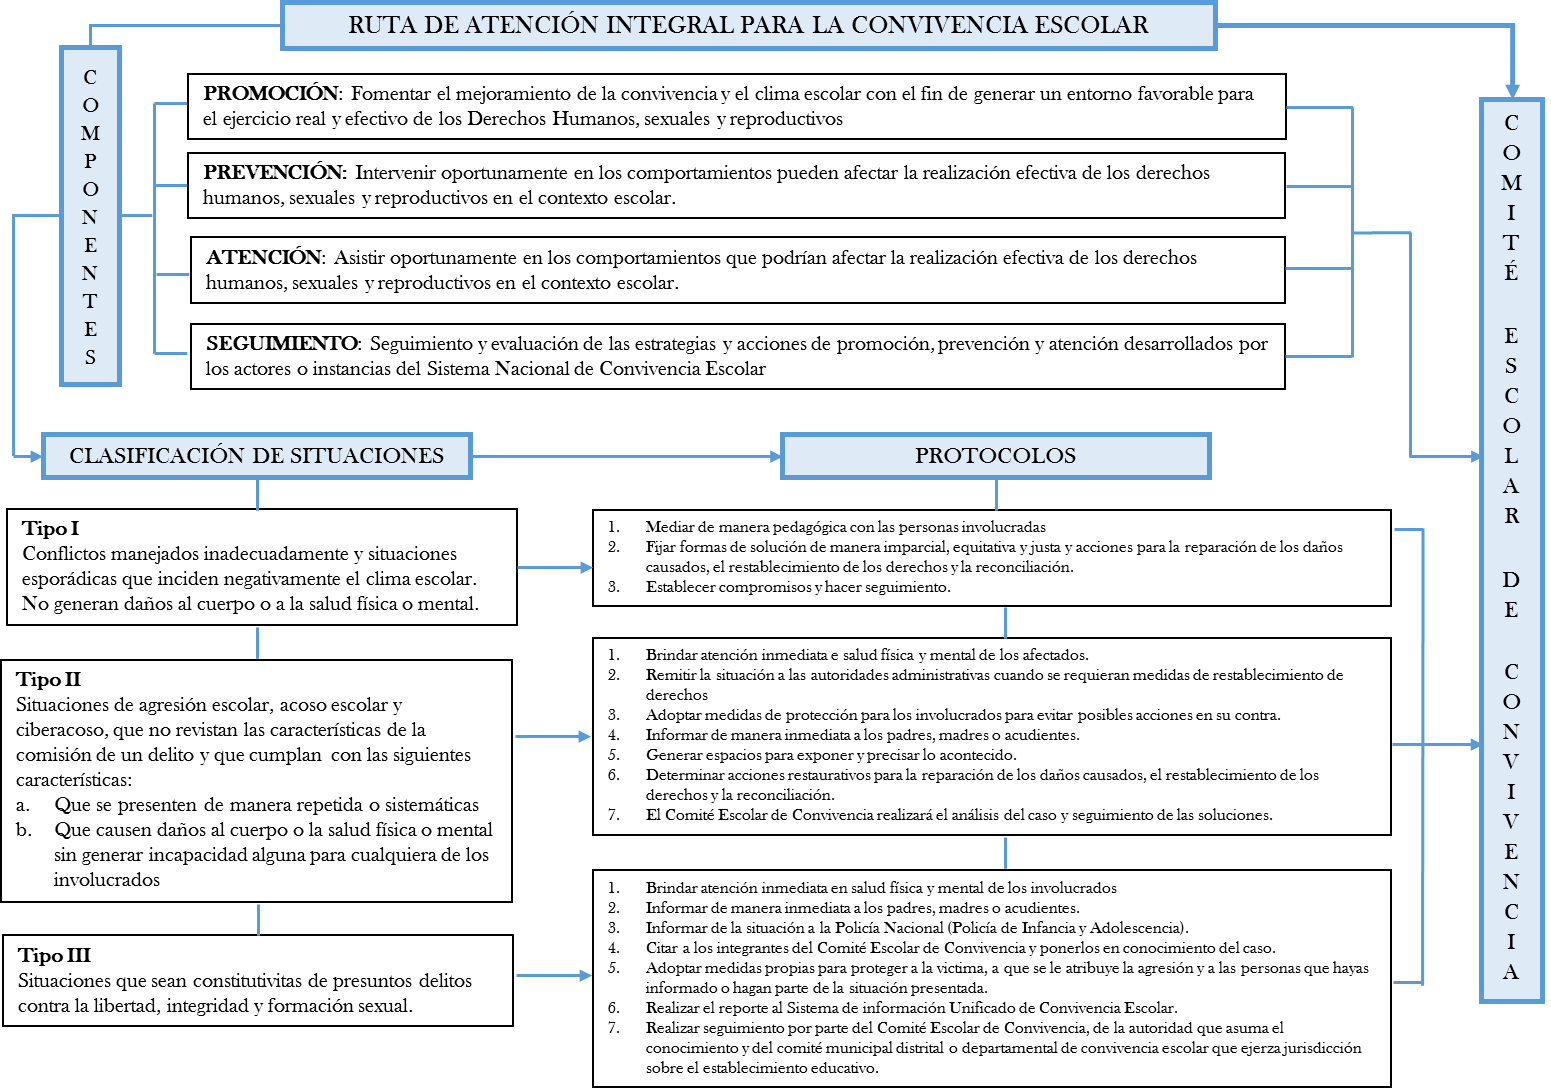 RUTA DE ATENCIÓN INTEGRAL PARA LA CONVIVENCIA ESCOLAR
COMPONENTES
PROMOCIÓN: Fomentar el mejoramiento de la convivencia y el clima escolar con el fin de generar un entorno favorable para
el ejercicio real y efectivo de los Derechos Humanos, sexuales y reproductivos
PREVENCIÓN: Intervenir oportunamente en los comportamientos pueden afectar la realización efectiva de los derechos
humanos, sexuales y reproductivos en el contexto escolar.
ATENCIÓN: Asistir oportunamente en los comportamientos que podrían afectar la realización efectiva de los derechos
humanos, sexuales y reproductivos en el contexto escolar.
SEGUIMIENTO: Seguimiento y evaluación de las estrategias y acciones de promoción, prevención y atención desarrollados por
los actores o instancias del Sistema Nacional de Convivencia Escolar
COMITÉ ESCOLAR DE CONVIVENCIA
CLASIFICACIÓN DE SITUACIONES
PROTOCOLOS
Tipo I
Conflictos manejados inadecuadamente y situaciones
esporádicas que inciden negativamente el clima escolar.
No generan daños al cuerpo o a la salud física o mental.
1. Mediar de manera pedagógica con las personas involucradas
2. Fijar formas de solución de manera imparcial, equitativa y justa y acciones para la reparación de los daños
causados, el restablecimiento de los derechos y la reconciliación.
3. Establecer compromisos y hacer seguimiento.
Tipo II
Situaciones de agresión escolar, acoso escolar y
ciberacoso, que no revistan las características de la
comisión de un delito y que cumplan con las siguientes
características:
a. Que se presenten de manera repetida o sistemáticas
b. Que causen daños al cuerpo o la salud física o mental
sin generar incapacidad alguna para cualquiera de los
involucrados
1. Brindar atención inmediata e salud física y mental de los afectados.
2. Remitir la situación a las autoridades administrativas cuando se requieran medidas de restablecimiento de
derechos
3. Adoptar medidas de protección para los involucrados para evitar posibles acciones en su contra.
4. Informar de manera inmediata a los padres, madres o acudientes.
5. Generar espacios para exponer y precisar lo acontecido.
6. Determinar acciones restaurativos para la reparación de los daños causados, el restablecimiento de los
derechos y la reconciliación.
7. El Comité Escolar de Convivencia realizará el análisis del caso y seguimiento de las soluciones.
Tipo III
Situaciones que sean constitutivitas de presuntos delitos
contra la libertad, integridad y formación sexual.
1. Brindar atención inmediata en salud física y mental de los involucrados
2. Informar de manera inmediata a los padres, madres o acudientes.
3. Informar de la situación a la Policía Nacional (Policía de Infancia y Adolescencia).
4. Citar a los integrantes del Comité Escolar de Convivencia y ponerlos en conocimiento del caso.
5. Adoptar medidas propias para proteger a la victima, a que se le atribuye la agresión y a las personas que hayas
informado o hagan parte de la situación presentada.
6. Realizar el reporte al Sistema de información Unificado de Convivencia Escolar.
7. Realizar seguimiento por parte del Comité Escolar de Convivencia, de la autoridad que asuma el
conocimiento y del comité municipal distrital o departamental de convivencia escolar que ejerza jurisdicción
sobre el establecimiento educativo.